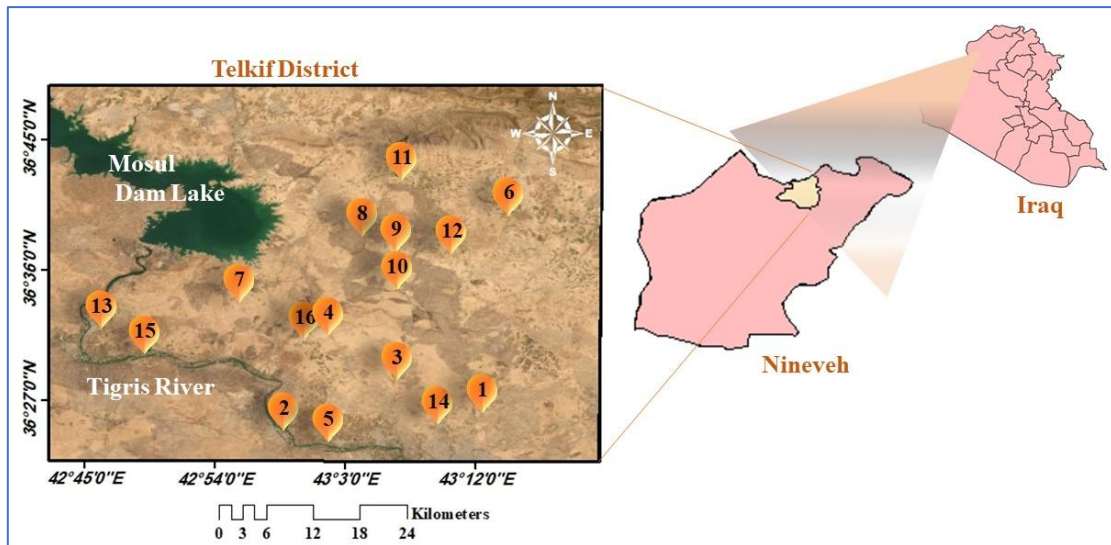 Telkif District
N
W E
S
36°45'0"N
36°36'0"N
36°27'0"N
Mosul
Dam Lake
11
6
8
9
12
10
7
13
16
4
15
3
Tigris River
1
14
2
5
42°45'0"E
42°54'0"E
43°3'0"E
43°12'0"E
Kilometers
0 3 6 12 18 24
Iraq
Nineveh